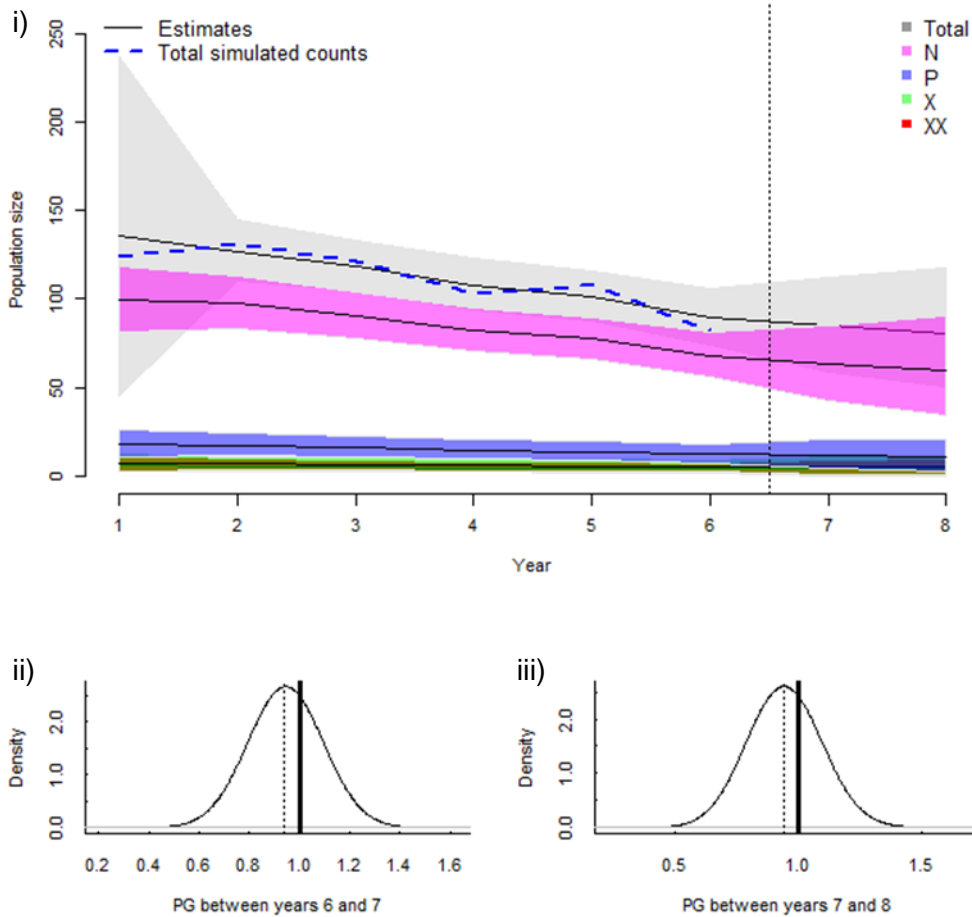 i)
Estimates
Total simulated counts
Total
N
P
X
XX
250
200
150
100
50
0
Population size
1 2 3 4 5 6 7 8
Year
ii)
2.0
1.0
0.0
Density
0.2 0.4 0.6 0.8 1.0 1.2 1.4 1.6
PG between years 6 and 7
iii)
2.0
1.0
0.0
Density
0.5 1.0 1.5
PG between years 7 and 8